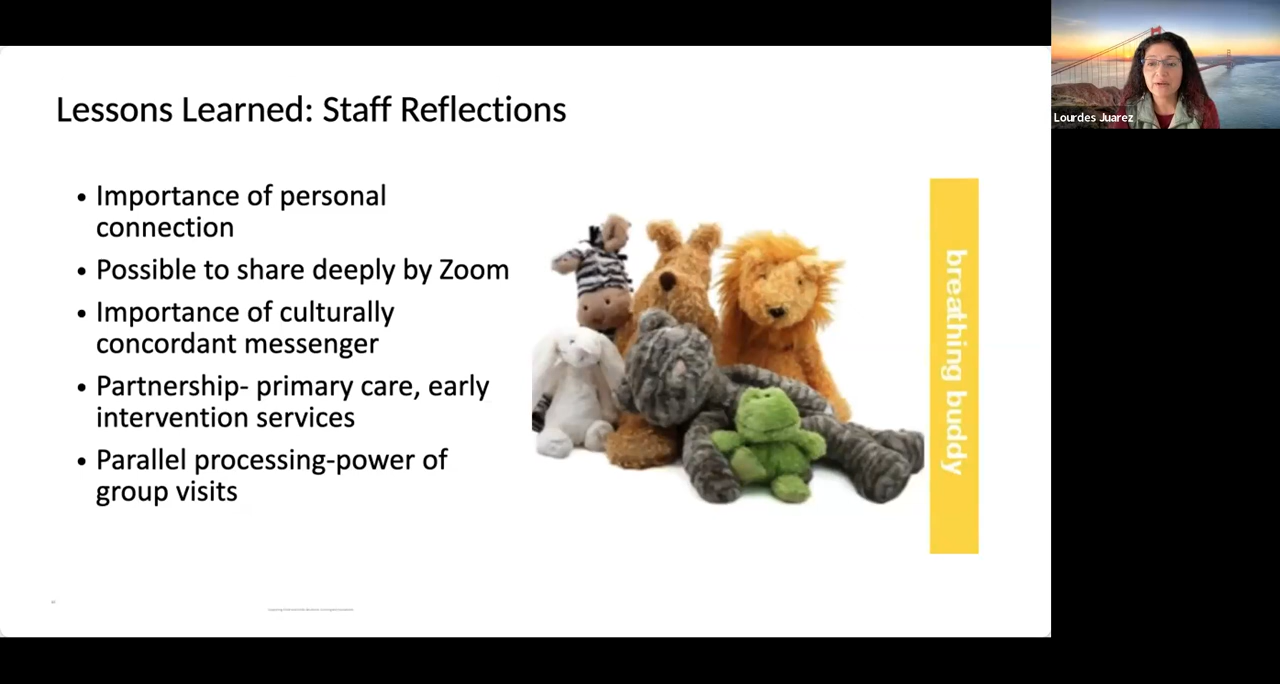 Lessons Learned: Staff Reflections
• Importance of personal
connection
• Possible to share deeply by Zoom
• Importance of culturally
concordant messenger
• Partnership- primary care, early
intervention services
• Parallel processing-power of
group visits
breathing buddy
Lourdes Juarez